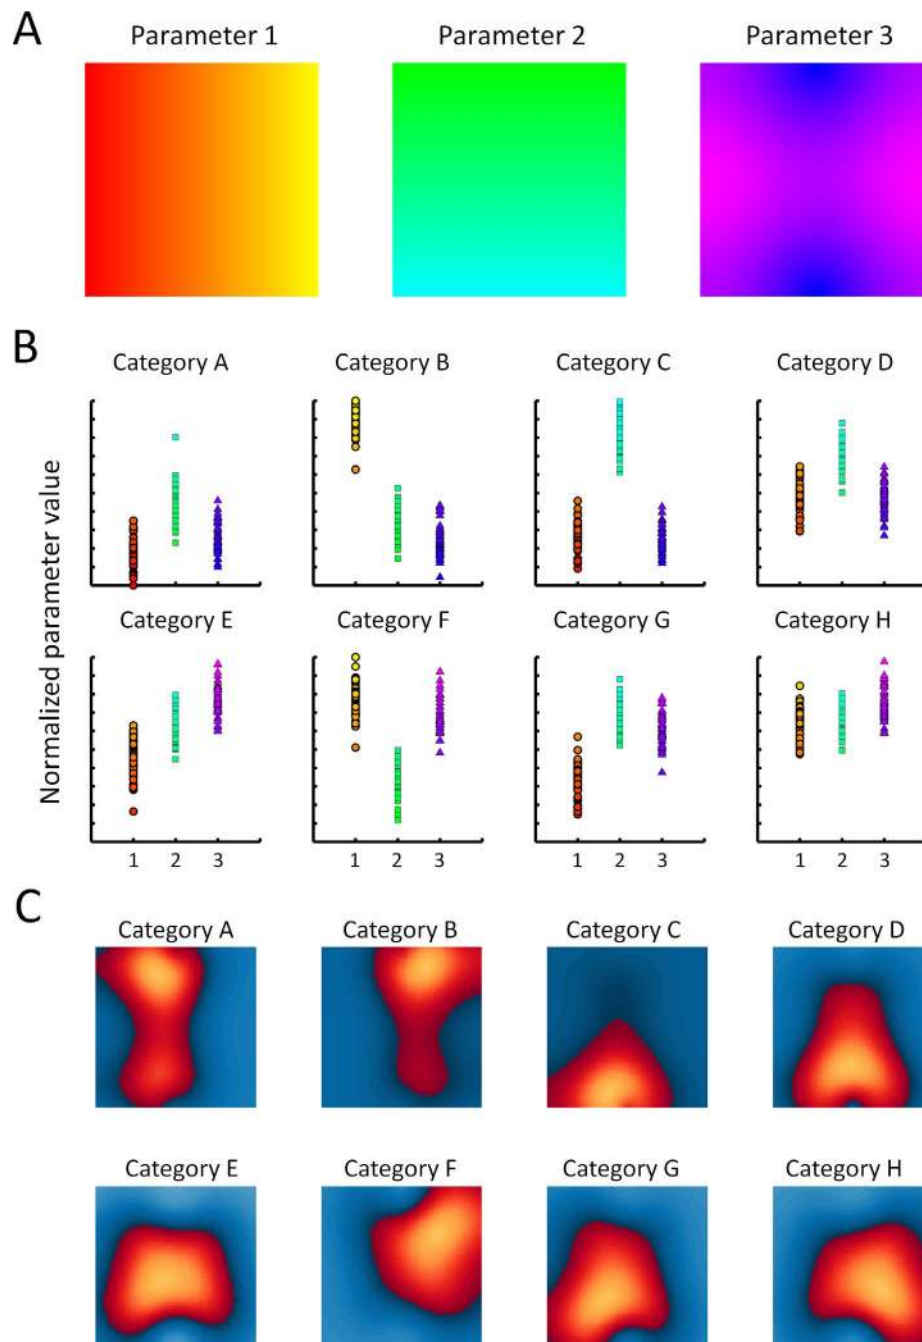 A
Parameter 1 Parameter 2 Parameter 3
B
Category A Category B Category C Category D
Normalized parameter value
Category E Category F Category G Category H
1 2 3 1 2 3 1 2 3 1 2 3
C
Category A Category B Category C Category D
Category E Category F Category G Category H